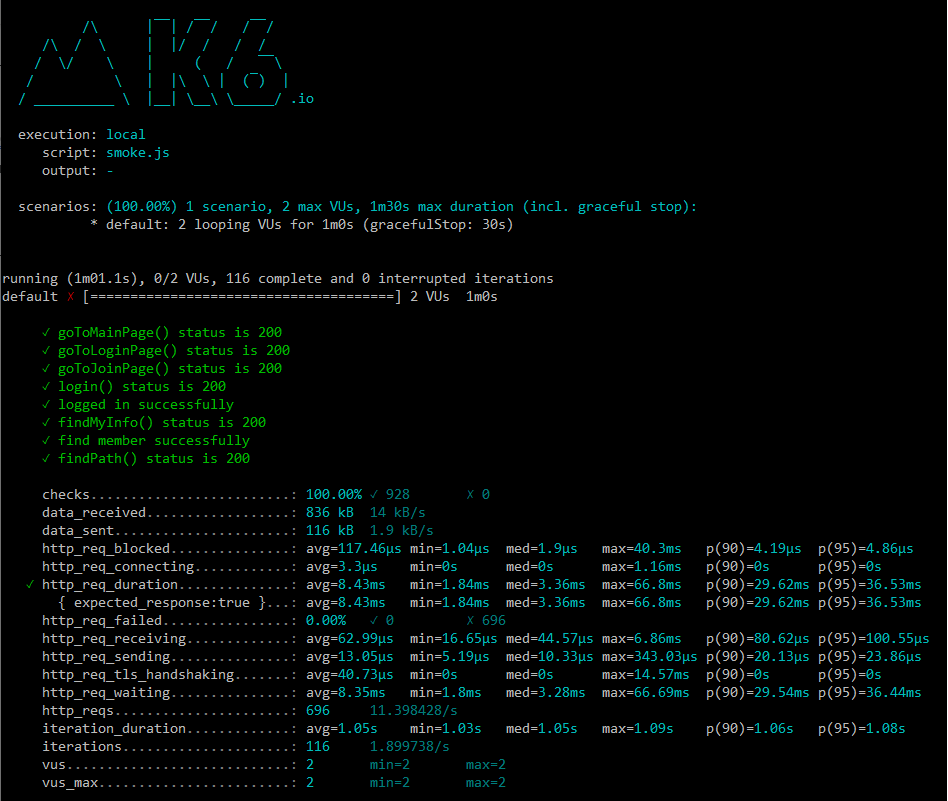 K6
.io
execution: local
script: smoke.js
output: -
scenarios: (100.00%) 1 scenario, 2 max VUs, 1m30s max duration (incl. graceful stop):
* default: 2 looping VUs for 1m0s (gracefulStop: 30s)
running (1m01.1s), 0/2 VUs, 116 complete and 0 interrupted iterations
default ✗ [======================================] 2 VUs  1m0s
✓ goToMainPage() status is 200
✓ goToLoginPage() status is 200
✓ goToJoinPage() status is 200
✓ login() status is 200
✓ logged in successfully
✓ findMyInfo() status is 200
✓ find member successfully
✓ findPath() status is 200
checks.........................: 100.00% ✓ 928 ✗ 0
data_received..................: 836 kB 14 kB/s
data_sent......................: 116 kB 1.9 kB/s
http_req_blocked...............: avg=117.46µs min=1.04µs med=1.9µs max=40.3ms p(90)=4.19µs p(95)=4.86µs
http_req_connecting............: avg=3.3µs min=0s med=0s max=1.16ms p(90)=0s p(95)=0s
✓ http_req_duration..............: avg=8.43ms min=1.84ms med=3.36ms max=66.8ms p(90)=29.62ms p(95)=36.53ms
{ expected_response:true }...: avg=8.43ms min=1.84ms med=3.36ms max=66.8ms p(90)=29.62ms p(95)=36.53ms
http_req_failed................: 0.00% ✓ 0 ✗ 696
http_req_receiving.............: avg=62.99µs min=16.65µs med=44.57µs max=6.86ms p(90)=80.62µs p(95)=100.55µs
http_req_sending...............: avg=13.05µs min=5.19µs med=10.33µs max=343.03µs p(90)=20.13µs p(95)=23.86µs
http_req_tls_handshaking.......: avg=40.73µs min=0s med=0s max=14.57ms p(90)=0s p(95)=0s
http_req_waiting...............: avg=8.35ms min=1.8ms med=3.28ms max=66.69ms p(90)=29.54ms p(95)=36.44ms
http_reqs......................: 696 11.398428/s
iteration_duration.............: avg=1.05s min=1.03s med=1.05s max=1.09s p(90)=1.06s p(95)=1.08s
iterations.....................: 116 1.899738/s
vus............................: 2 min=2 max=2
vus_max........................: 2 min=2 max=2